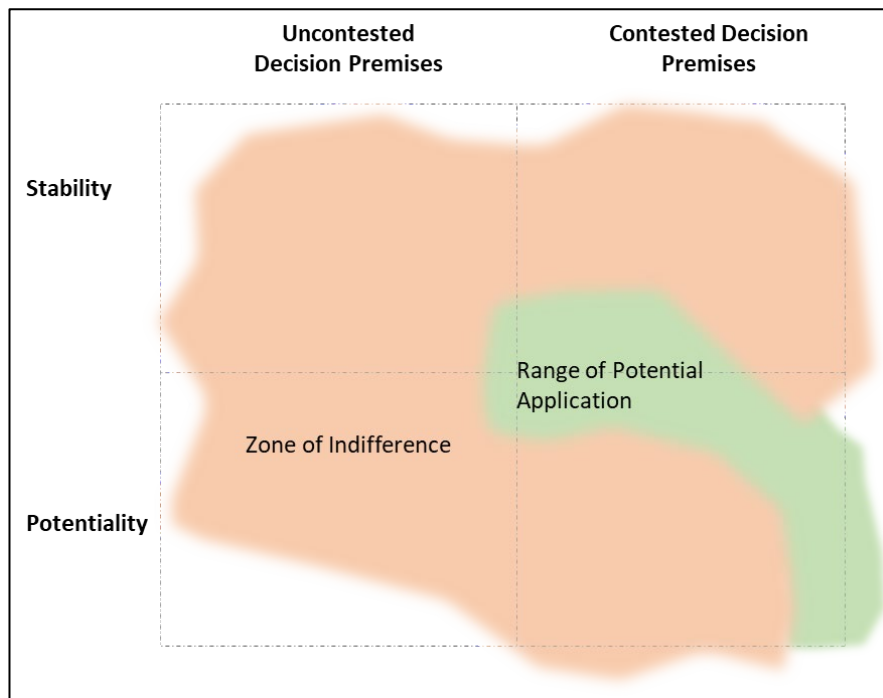 Uncontested
Decision Premises
Contested Decision
Premises
Stability
Range of Potential
Application
Zone of Indifference
Potentiality